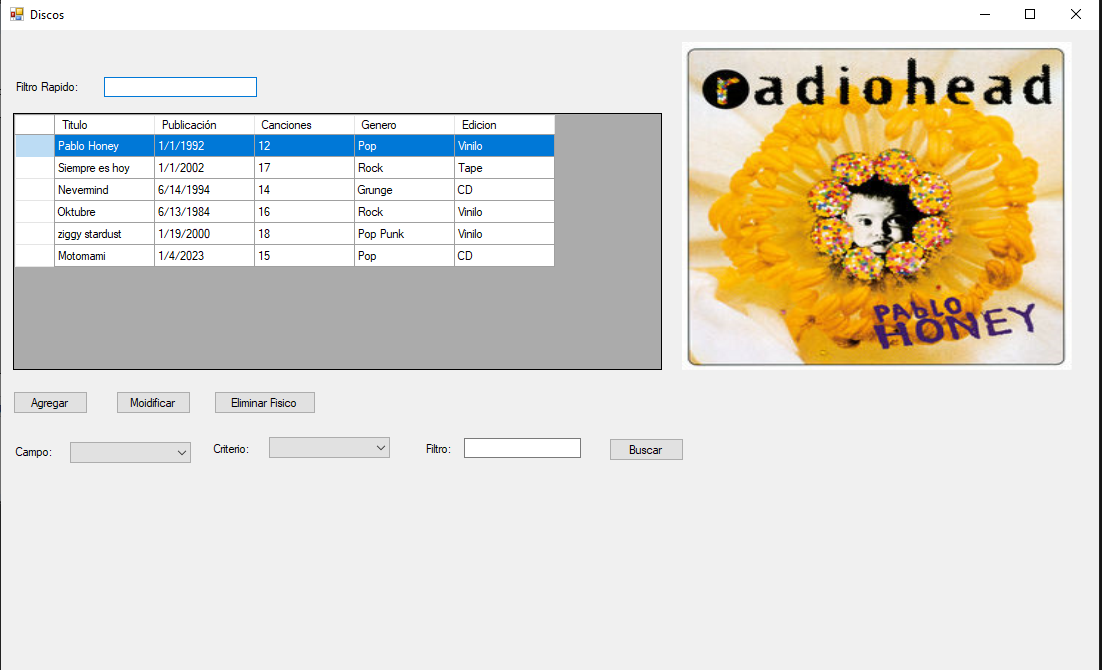 Discos
Filtro Rapido:
Titulo Publicación Canciones Genero Edicion
Pablo Honey 1/1/1992 12 Pop Vinilo
Siempre es hoy 1/1/2002 17 Rock Tape
Nevermind 6/14/1994 14 Grunge CD
Oktubre 6/13/1984 16 Rock Vinilo
ziggy stardust 1/19/2000 18 Pop Punk Vinilo
Motomami 1/4/2023 15 Pop CD
radiohead
PABLO
HONEY
Agregar Moidificar Eliminar Fisico
Campo: Criterio: Filtro: Buscar